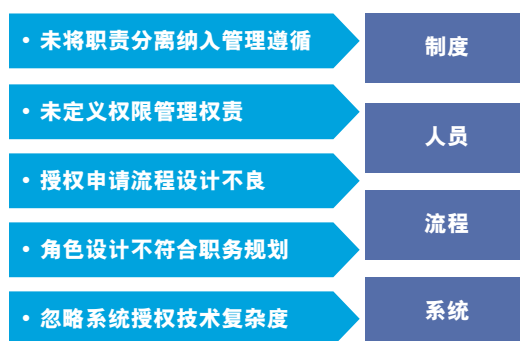 • 未将职责分离纳入管理遵循
• 未定义权限管理权责
• 授权申请流程设计不良
• 角色设计不符合职务规划
• 忽略系统授权技术复杂度
制度
人员
流程
系统